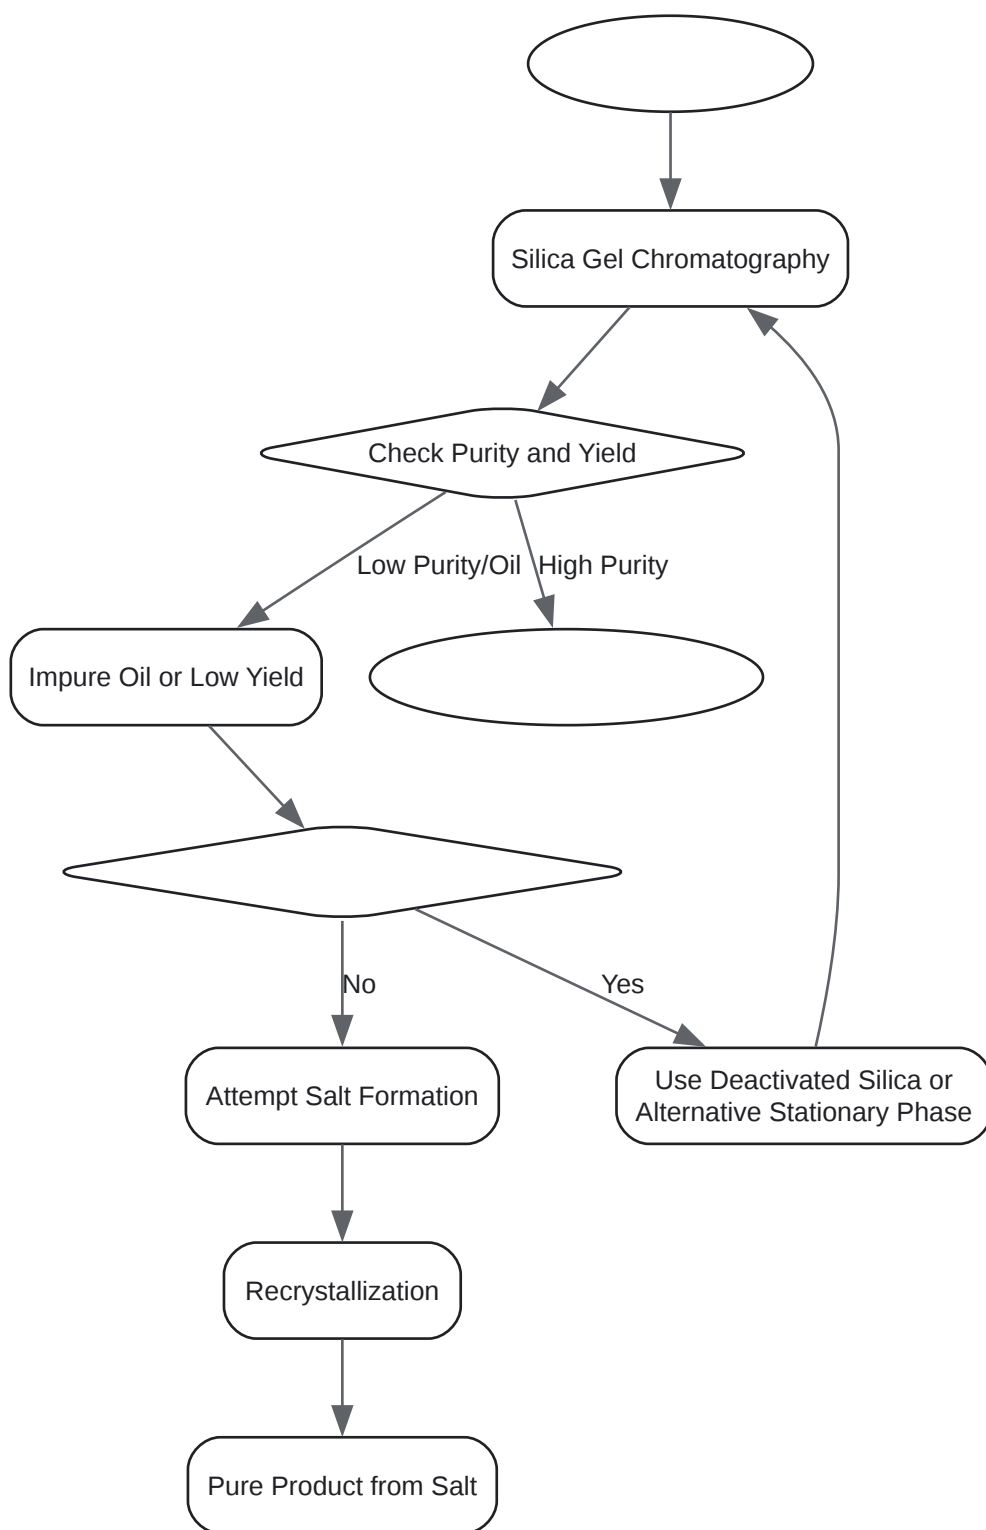 Silica Gel Chromatography
Check Purity and Yield
Low Purity/Oil
High Purity
Impure Oil or Low Yield
No
Yes
Attempt Salt Formation
Use Deactivated Silica or
Alternative Stationary Phase
Recrystallization
Pure Product from Salt